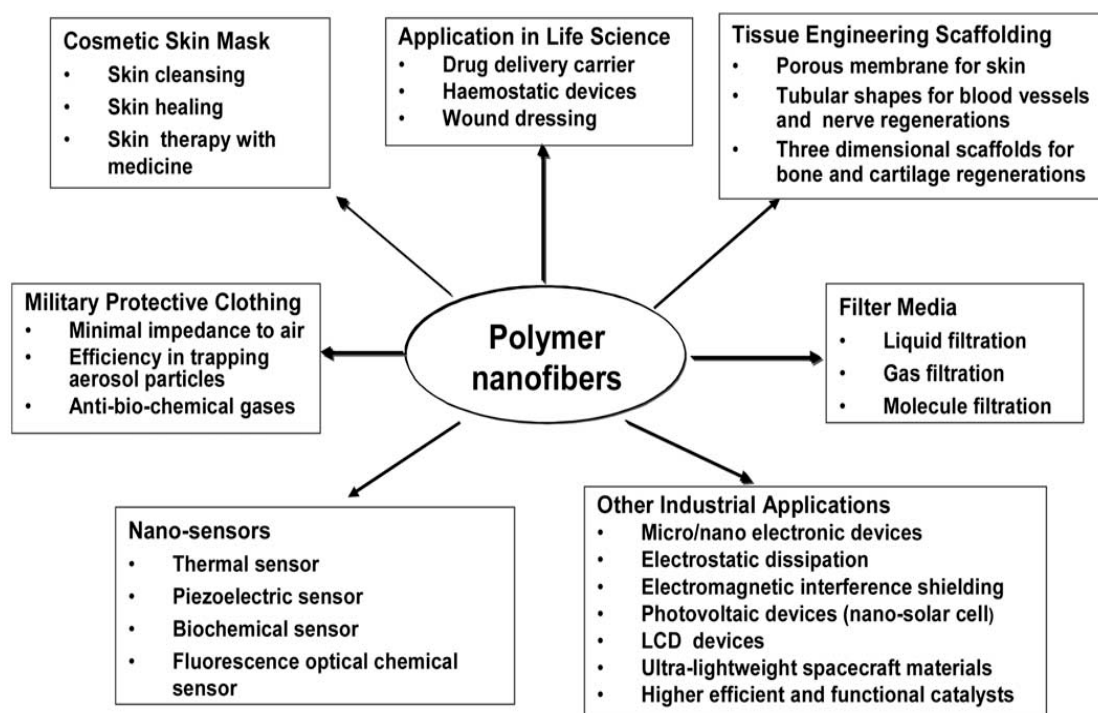 Cosmetic Skin Mask
• Skin cleansing
• Skin healing
• Skin therapy with
medicine
Application in Life Science
• Drug delivery carrier
• Haemostatic devices
• Wound dressing
Tissue Engineering Scaffolding
• Porous membrane for skin
• Tubular shapes for blood vessels
and nerve regenerations
• Three dimensional scaffolds for
bone and cartilage regenerations
Military Protective Clothing
• Minimal impedance to air
• Efficiency in trapping
aerosol particles
• Anti-bio-chemical gases
Polymer
nanofibers
Filter Media
• Liquid filtration
• Gas filtration
• Molecule filtration
Nano-sensors
• Thermal sensor
• Piezoelectric sensor
• Biochemical sensor
• Fluorescence optical chemical
sensor
Other Industrial Applications
• Micro/nano electronic devices
• Electrostatic dissipation
• Electromagnetic interference shielding
• Photovoltaic devices (nano-solar cell)
• LCD devices
• Ultra-lightweight spacecraft materials
• Higher efficient and functional catalysts